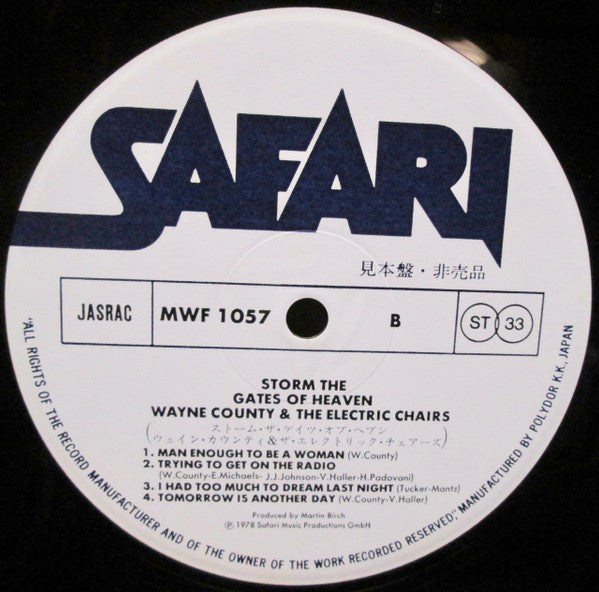 SAFARI
見本盤・非売品
JASRAC
MWF 1057
B
ST 33
STORM THE
GATES OF HEAVEN
WAYNE COUNTY & THE ELECTRIC CHAIRS
(ストーム・ザ・ゲイツ・オブ・ヘブン
ウェイン・カウンティ&ザ・エレクトリック・チェアーズ)
1. MAN ENOUGH TO BE A WOMAN (W.County)
2. TRYING TO GET ON THE RADIO
(W.County-E.Michaels- J.J.Johnson-V.Haller-H.Padovani)
3. I HAD TOO MUCH TO DREAM LAST NIGHT (Tucker-Mantz)
4. TOMORROW IS ANOTHER DAY (W.County-V.Haller)
Produced by Martin Birch
Ⓟ 1978 Safari Music Productions GmbH
"ALL RIGHTS OF THE RECORD MANUFACTURER AND OF THE OWNER OF THE WORK RECORDED RESERVED," MANUFACTURED BY POLYDOR K.K., JAPAN